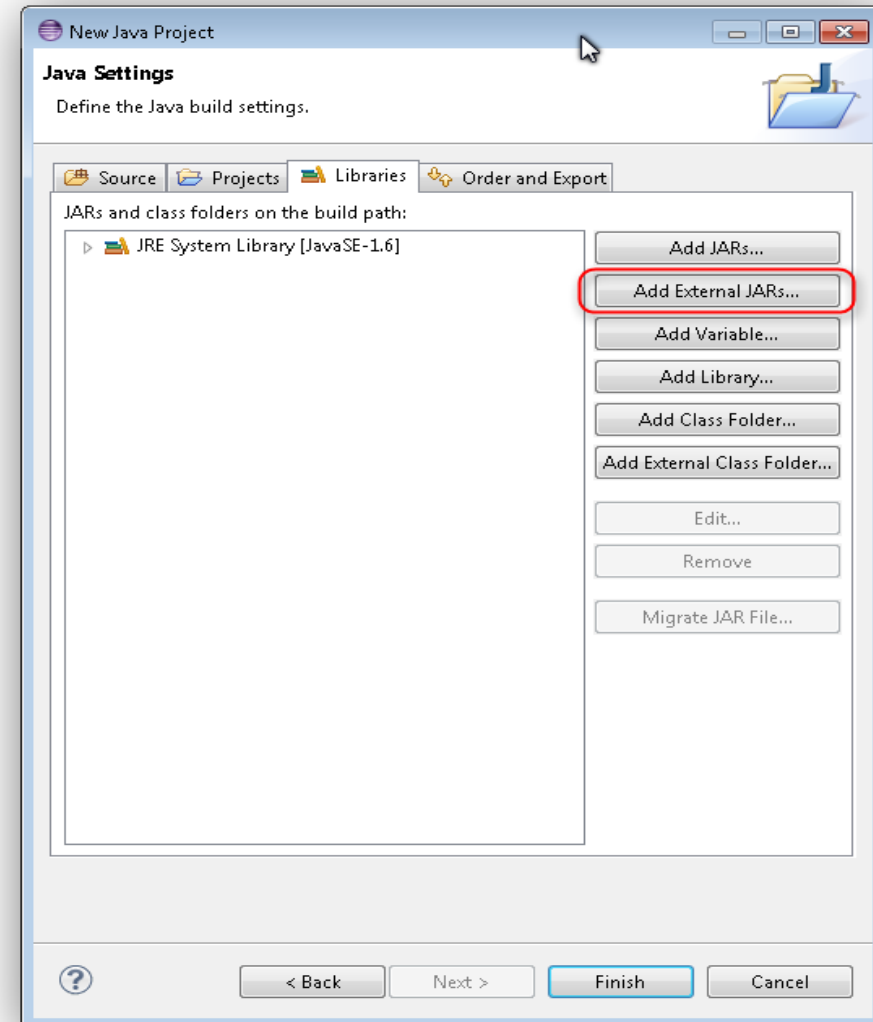 New Java Project
Java Settings
Define the Java build settings.
Source Projects Libraries Order and Export
JARs and class folders on the build path:
JRE System Library [JavaSE-1.6]
Add JARs...
Add External JARs...
Add Variable...
Add Library...
Add Class Folder...
Add External Class Folder...
Edit...
Remove
Migrate JAR File...
? < Back Next > Finish Cancel